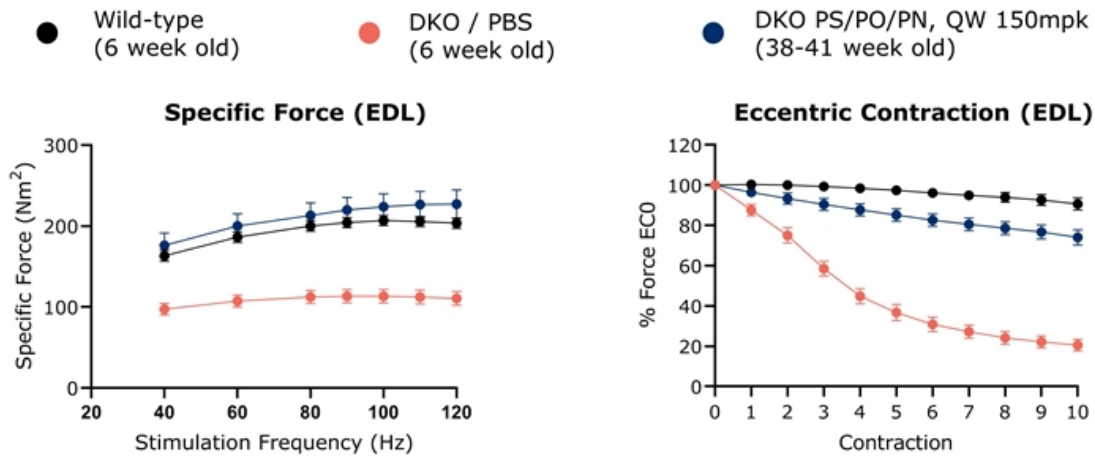 Wild-type
(6 week old)
DKO / PBS
(6 week old)
DKO PS/PO/PN, QW 150mpk
(38-41 week old)
Specific Force (EDL)
Specific Force (Nm²)
300
200
100
0
20 40 60 80 100 120
Stimulation Frequency (Hz)
Eccentric Contraction (EDL)
% Force EC0
120
100
80
60
40
20
0
0 1 2 3 4 5 6 7 8 9 10
Contraction